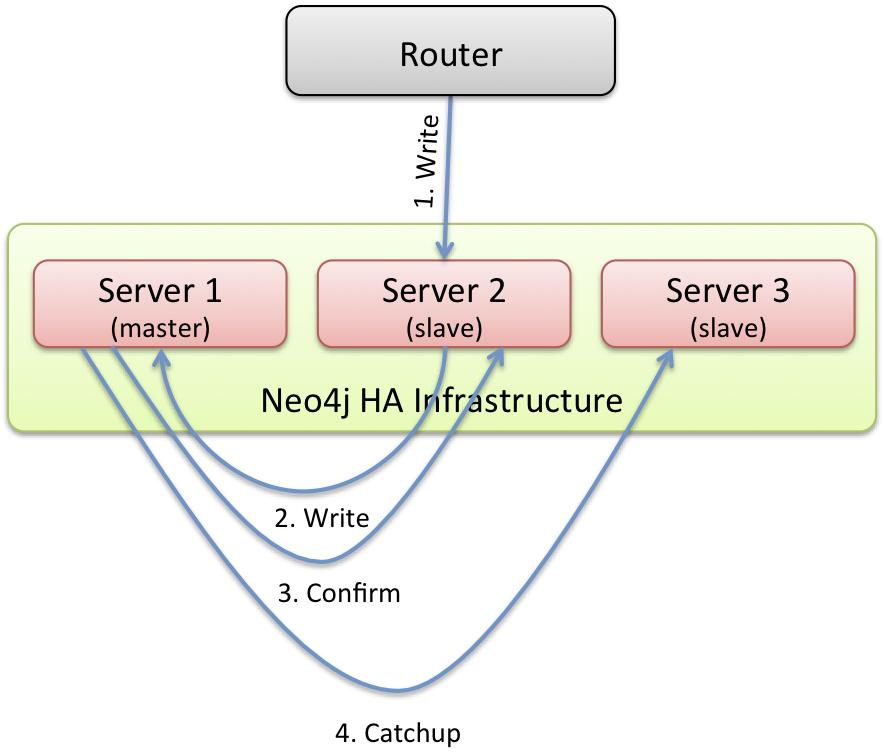 Router
1. Write
Server 1
(master)
Server 2
(slave)
Server 3
(slave)
Neo4j HA Infrastructure
2. Write
3. Confirm
4. Catchup